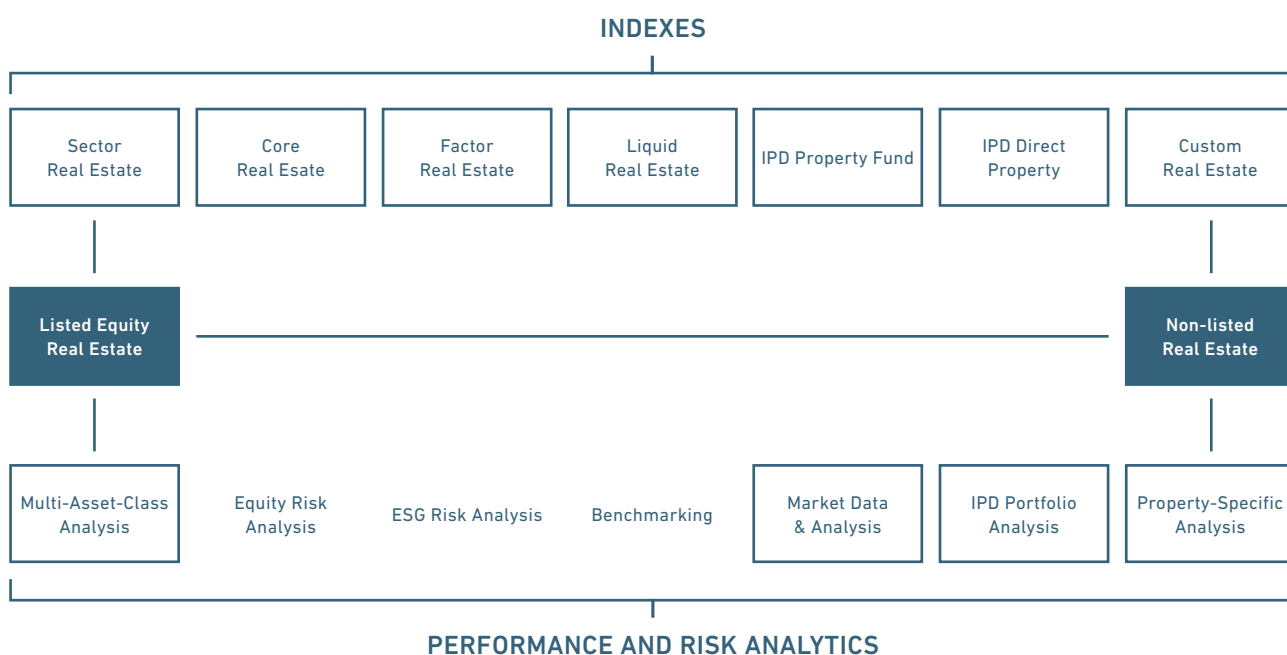 INDEXES
Sector
Real Estate
Core
Real Esate
Factor
Real Estate
Liquid
Real Estate
IPD Property Fund
IPD Direct
Property
Custom
Real Estate
Listed Equity
Real Estate
Non-listed
Real Estate
Multi-Asset-Class
Analysis
Equity Risk
Analysis
ESG Risk Analysis
Benchmarking
Market Data
& Analysis
IPD Portfolio
Analysis
Property-Specific
Analysis
PERFORMANCE AND RISK ANALYTICS